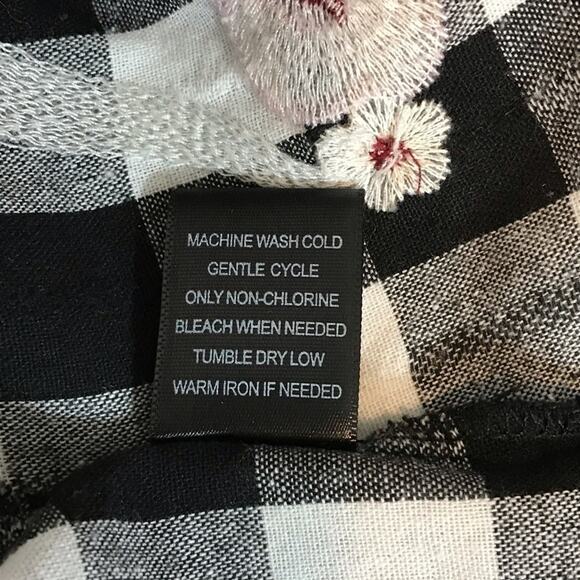 MACHINE WASH COLD
GENTLE CYCLE
ONLY NON-CHLORINE
BLEACH WHEN NEEDED
TUMBLE DRY LOW
WARM IRON IF NEEDED